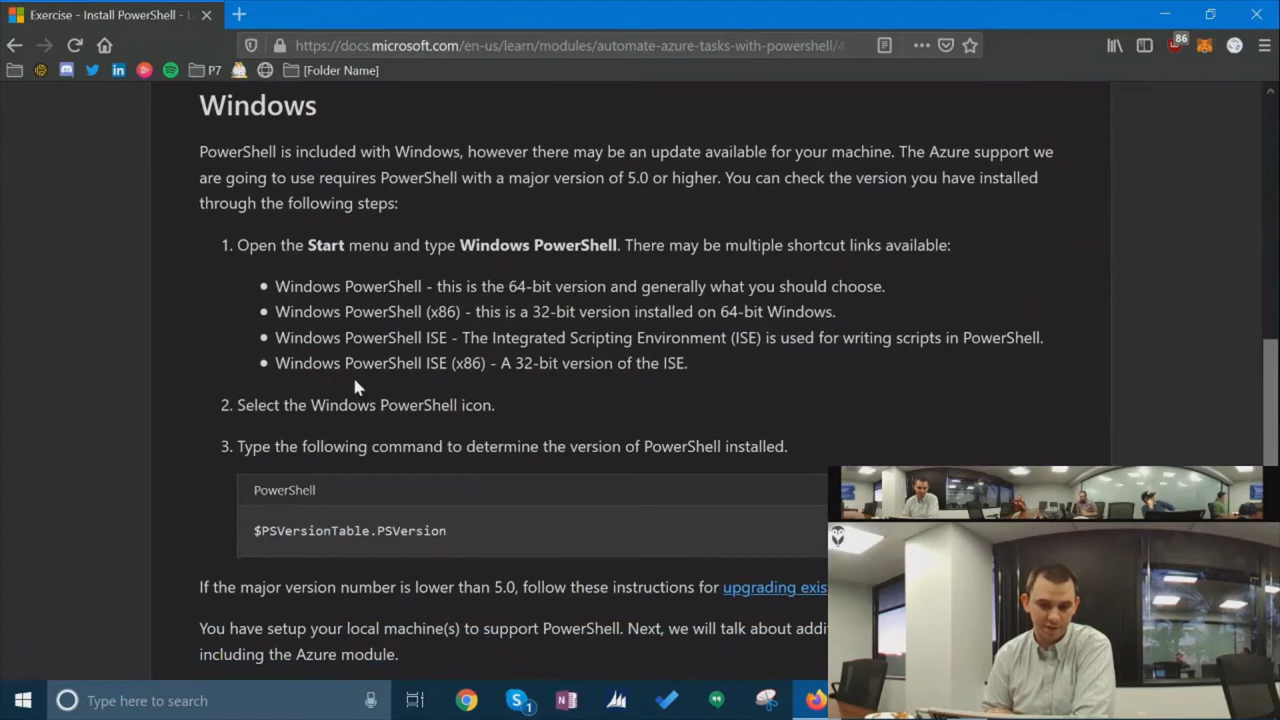 Exercise - Install PowerShell -
https://docs.microsoft.com/en-us/learn/modules/automate-azure-tasks-with-powershell/
86
P7
[Folder Name]
Windows
PowerShell is included with Windows, however there may be an update available for your machine. The Azure support we
are going to use requires PowerShell with a major version of 5.0 or higher. You can check the version you have installed
through the following steps:
1. Open the Start menu and type Windows PowerShell. There may be multiple shortcut links available:
• Windows PowerShell - this is the 64-bit version and generally what you should choose.
• Windows PowerShell (x86) - this is a 32-bit version installed on 64-bit Windows.
• Windows PowerShell ISE - The Integrated Scripting Environment (ISE) is used for writing scripts in PowerShell.
• Windows PowerShell ISE (x86) - A 32-bit version of the ISE.
2. Select the Windows PowerShell icon.
3. Type the following command to determine the version of PowerShell installed.
PowerShell
$PSVersionTable.PSVersion
If the major version number is lower than 5.0, follow these instructions for upgrading exis
You have setup your local machine(s) to support PowerShell. Next, we will talk about addi
including the Azure module.
Type here to search
1